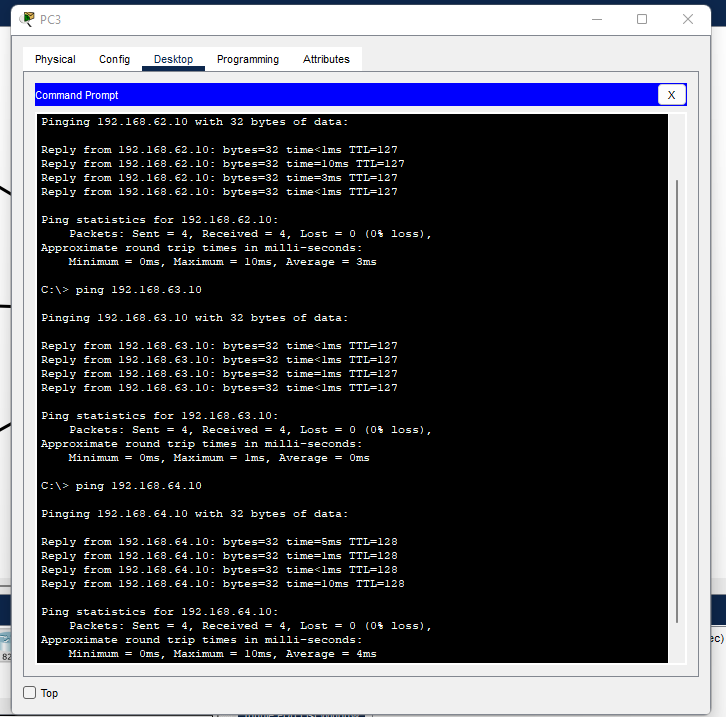 PC3
Physical Config Desktop Programming Attributes
Command Prompt X
Pinging 192.168.62.10 with 32 bytes of data:
Reply from 192.168.62.10: bytes=32 time<1ms TTL=127
Reply from 192.168.62.10: bytes=32 time=10ms TTL=127
Reply from 192.168.62.10: bytes=32 time=3ms TTL=127
Reply from 192.168.62.10: bytes=32 time<1ms TTL=127
Ping statistics for 192.168.62.10:
Packets: Sent = 4, Received = 4, Lost = 0 (0% loss),
Approximate round trip times in milli-seconds:
Minimum = 0ms, Maximum = 10ms, Average = 3ms
C:\> ping 192.168.63.10
Pinging 192.168.63.10 with 32 bytes of data:
Reply from 192.168.63.10: bytes=32 time<1ms TTL=127
Reply from 192.168.63.10: bytes=32 time<1ms TTL=127
Reply from 192.168.63.10: bytes=32 time=1ms TTL=127
Reply from 192.168.63.10: bytes=32 time<1ms TTL=127
Ping statistics for 192.168.63.10:
Packets: Sent = 4, Received = 4, Lost = 0 (0% loss),
Approximate round trip times in milli-seconds:
Minimum = 0ms, Maximum = 1ms, Average = 0ms
C:\> ping 192.168.64.10
Pinging 192.168.64.10 with 32 bytes of data:
Reply from 192.168.64.10: bytes=32 time=5ms TTL=128
Reply from 192.168.64.10: bytes=32 time=1ms TTL=128
Reply from 192.168.64.10: bytes=32 time<1ms TTL=128
Reply from 192.168.64.10: bytes=32 time=10ms TTL=128
Ping statistics for 192.168.64.10:
Packets: Sent = 4, Received = 4, Lost = 0 (0% loss),
Approximate round trip times in milli-seconds:
Minimum = 0ms, Maximum = 10ms, Average = 4ms
ec)
82
Top